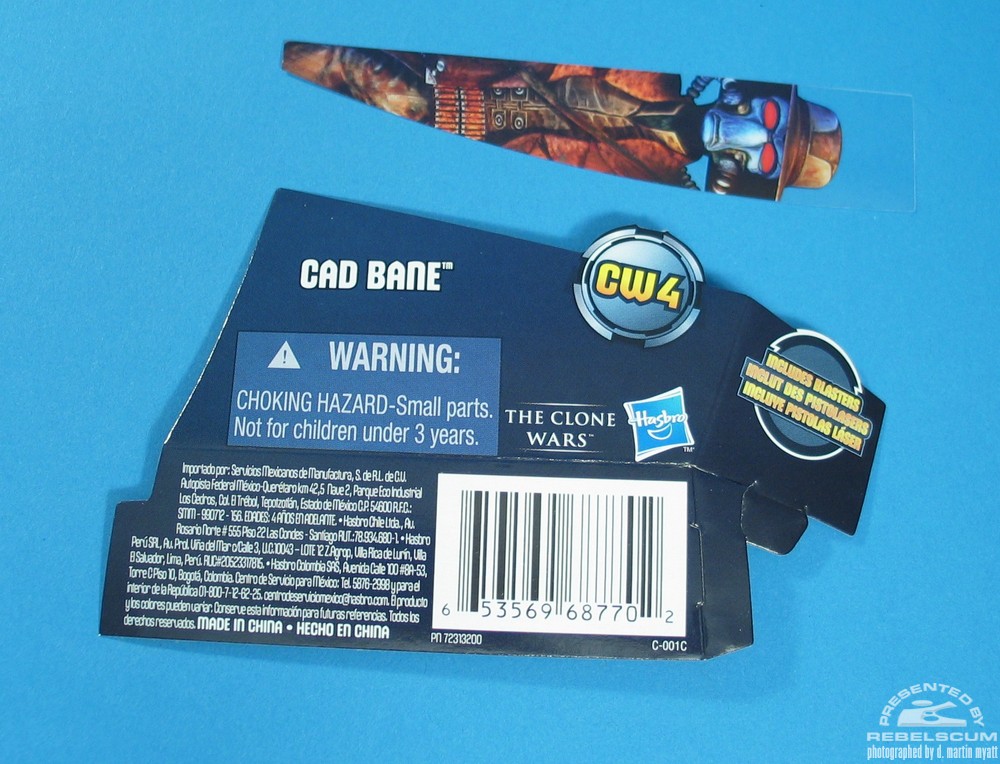 CAD BANE™
CW4
⚠ WARNING:
CHOKING HAZARD-Small parts.
Not for children under 3 years.
THE CLONE
WARS™
Hasbro
TM
INCLUDES BLASTERS
INCLUT DES PISTOLASERS
INCLUYE PISTOLAS LÁSER
Importado por: Servicios Mexicanos de Manufactura, S. de R.L. de C.V.
Autopista Federal México-Querétaro km 42,5 Nave 2, Parque Eco Industrial
Los Cedros, Col. El Trébol, Tepotzotlán, Estado de México C.P. 54600 R.F.C.:
SMM - 990712 - 156. EDADES: 4 AÑOS EN ADELANTE. • Hasbro Chile Ltda., Av.
Rosario Norte # 555 Piso 22 Las Condes - Santiago RUT.:78.934.680-1. • Hasbro
Perú SRL, Av. Prol. Viña del Mar o Calle 3, U.C.10043 - LOTE 12 Z.Agrop, Villa Rica de Lurín, Villa
El Salvador, Lima, Perú. RUC#20523317815. • Hasbro Colombia SAS, Avenida Calle 100 #8A-53,
Torre C Piso 10, Bogotá, Colombia. Centro de Servicio para México: Tel. 5876-2998 y para el
interior de la República 01-800-7-12-62-25. centrodeserviciomexico@hasbro.com. El producto
y los colores pueden variar. Conserve esta información para futuras referencias. Todos los
derechos reservados. MADE IN CHINA • HECHO EN CHINA
6 53569 68770 2
PN 72313200
C-001C
PRESENTED BY
REBELSCUM
photographed by d. martin myatt